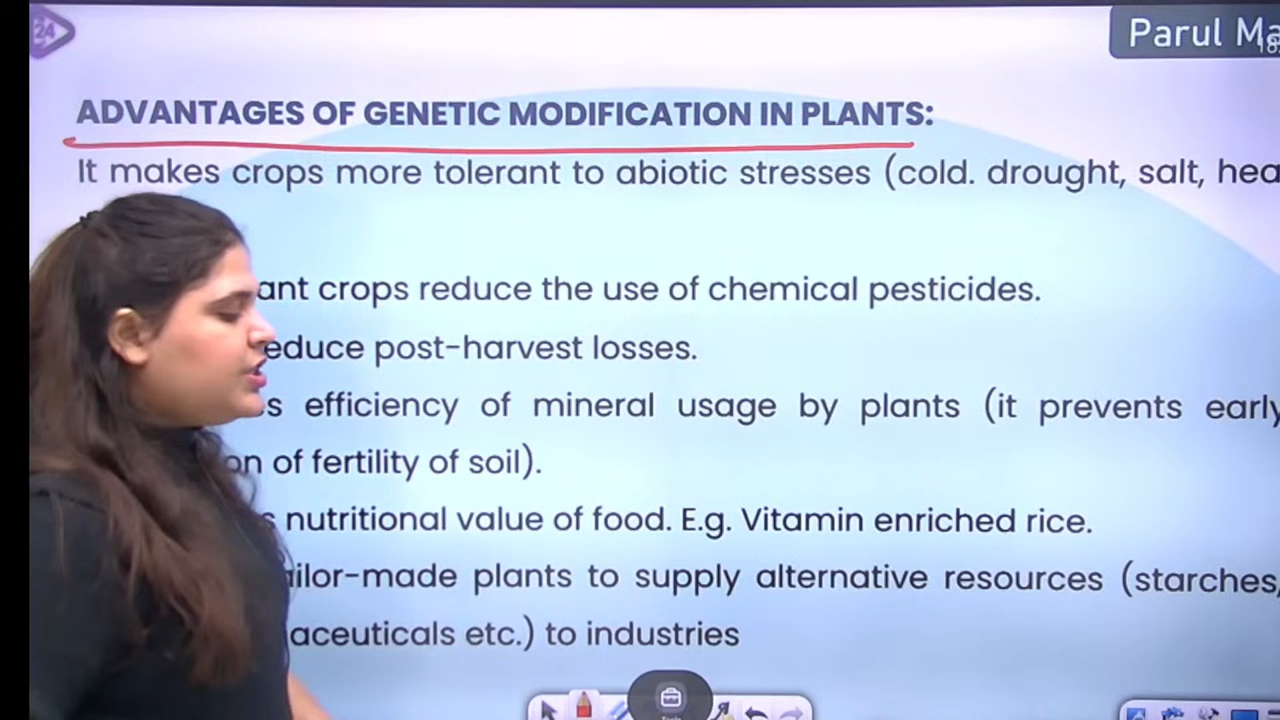 24
Parul Ma
ADVANTAGES OF GENETIC MODIFICATION IN PLANTS:
It makes crops more tolerant to abiotic stresses (cold. drought, salt, hea
ant crops reduce the use of chemical pesticides.
educe post-harvest losses.
s efficiency of mineral usage by plants (it prevents early
on of fertility of soil).
s nutritional value of food. E.g. Vitamin enriched rice.
ilor-made plants to supply alternative resources (starches,
aceuticals etc.) to industries